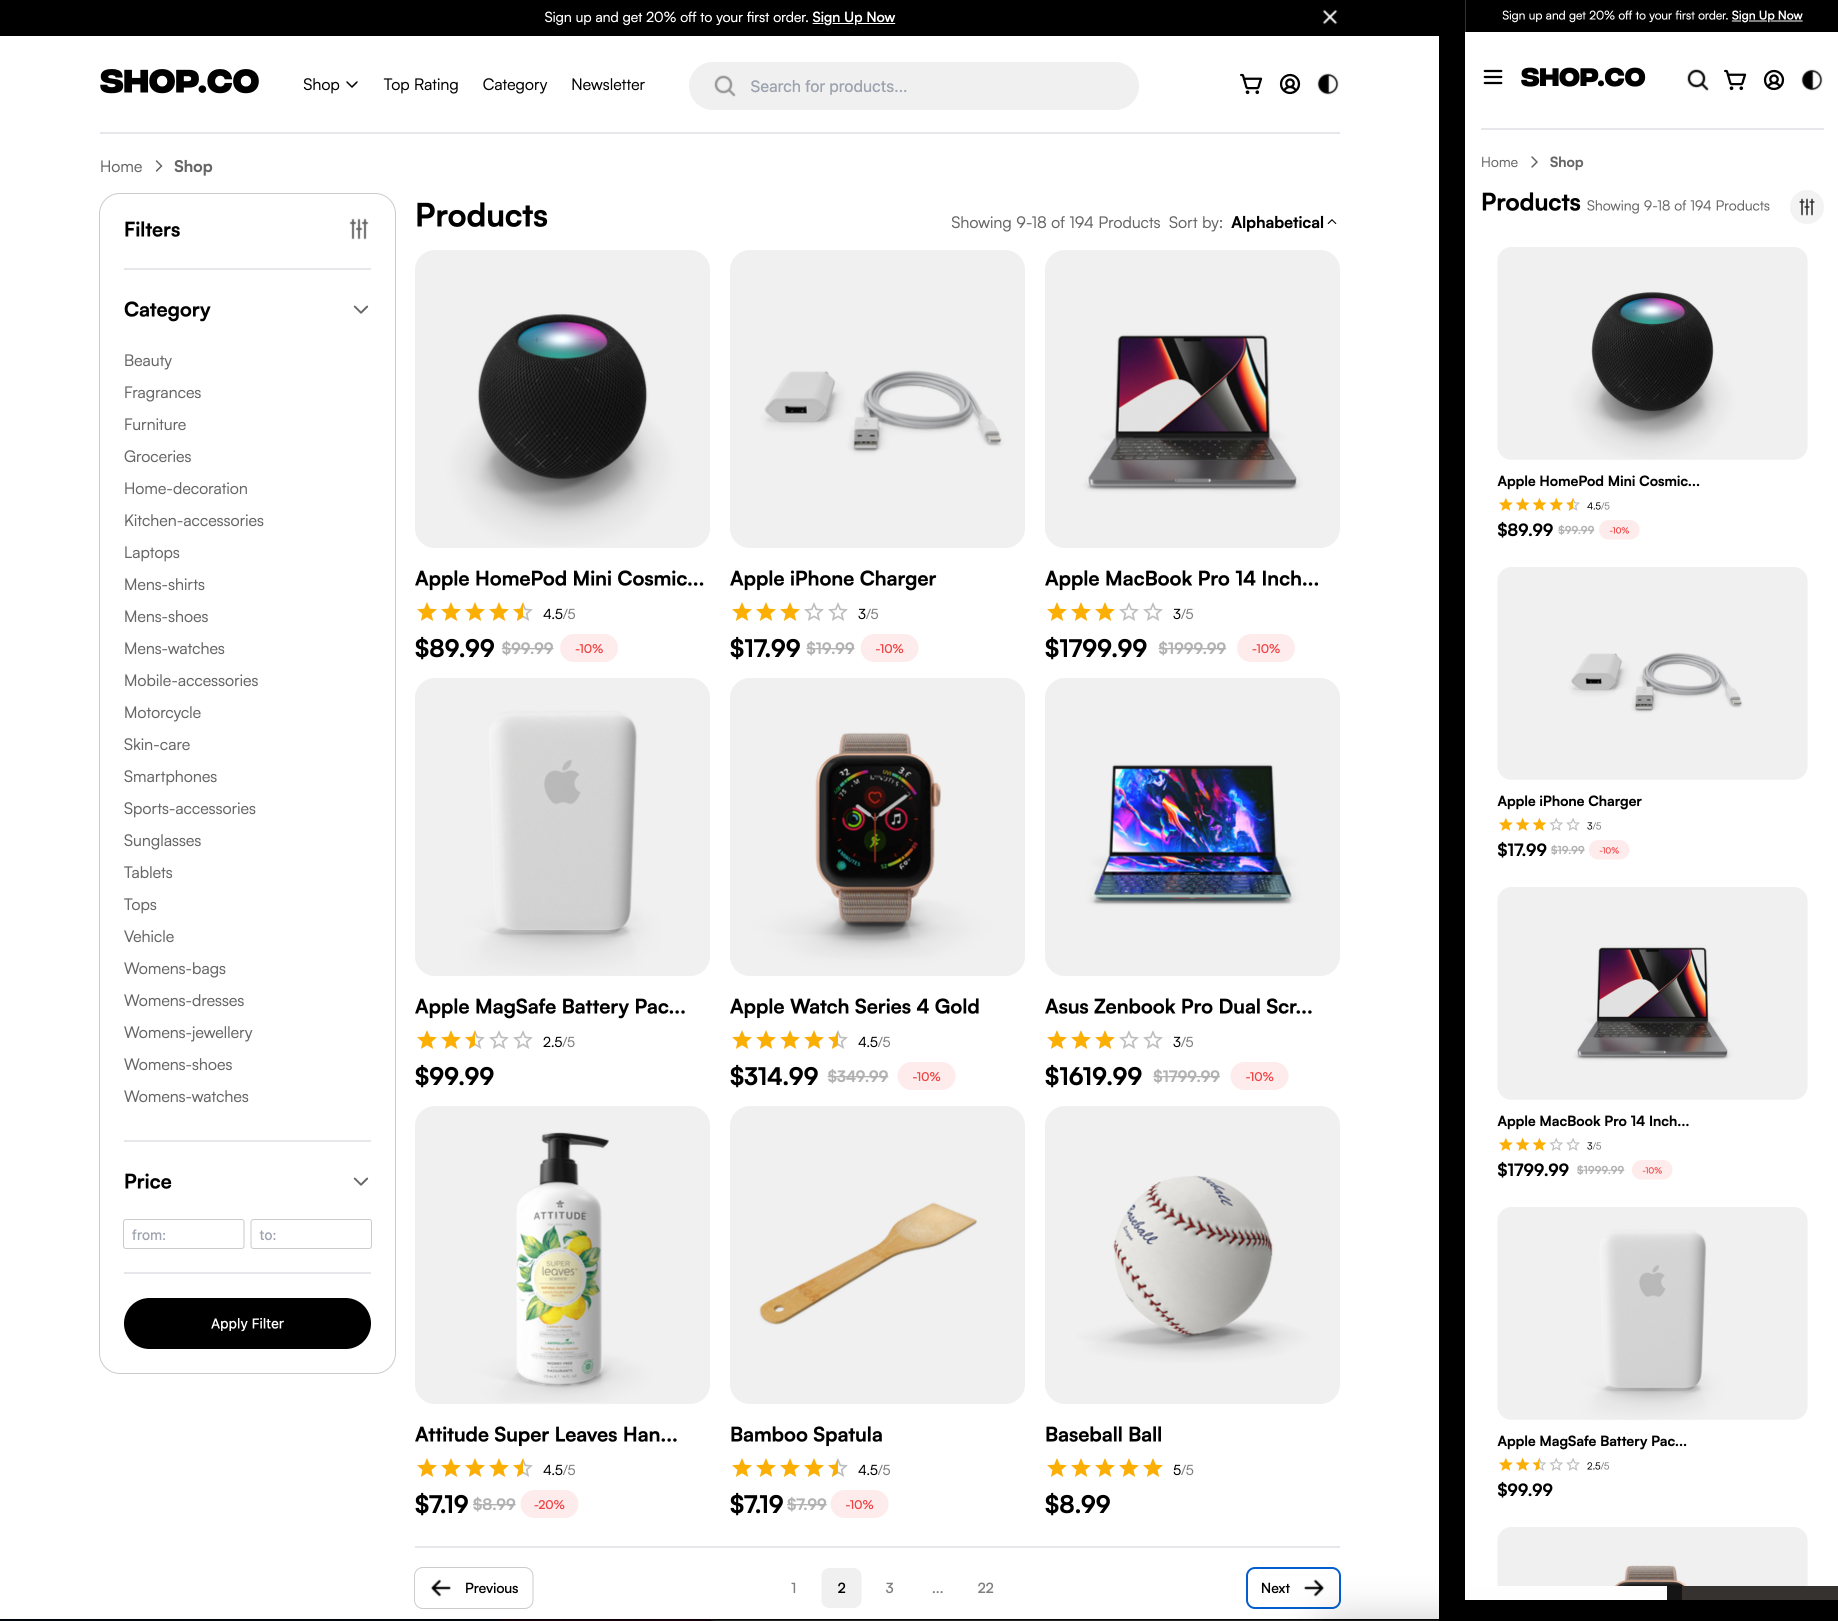 Sign up and get 20% off to your first order. Sign Up Now
SHOP.CO
Shop
Top Rating
Category
Newsletter
Search for products...
Home > Shop
Filters
Category
Beauty
Fragrances
Furniture
Groceries
Home-decoration
Kitchen-accessories
Laptops
Mens-shirts
Mens-shoes
Mens-watches
Mobile-accessories
Motorcycle
Skin-care
Smartphones
Sports-accessories
Sunglasses
Tablets
Tops
Vehicle
Womens-bags
Womens-dresses
Womens-jewellery
Womens-shoes
Womens-watches
Price
from:
to:
Apply Filter
Products
Showing 9-18 of 194 Products Sort by: Alphabetical
Apple HomePod Mini Cosmic...
4.5/5
$89.99 $99.99 -10%
Apple iPhone Charger
3/5
$17.99 $19.99 -10%
Apple MacBook Pro 14 Inch...
3/5
$1799.99 $1999.99 -10%
Apple MagSafe Battery Pac...
2.5/5
$99.99
Apple Watch Series 4 Gold
4.5/5
$314.99 $349.99 -10%
Asus Zenbook Pro Dual Scr...
3/5
$1619.99 $1799.99 -10%
ATTITUDE
SUPER
leaves
Attitude Super Leaves Han...
4.5/5
$7.19 $8.99 -20%
Bamboo Spatula
4.5/5
$7.19 $7.99 -10%
Baseball
Baseball Ball
5/5
$8.99
Previous
1 2 3 ... 22
Next
Sign up and get 20% off to your first order. Sign Up Now
SHOP.CO
Home > Shop
Products Showing 9-18 of 194 Products
Apple HomePod Mini Cosmic...
4.5/5
$89.99 $99.99 -10%
Apple iPhone Charger
3/5
$17.99 $19.99 -10%
Apple MacBook Pro 14 Inch...
3/5
$1799.99 $1999.99 -10%
Apple MagSafe Battery Pac...
2.5/5
$99.99